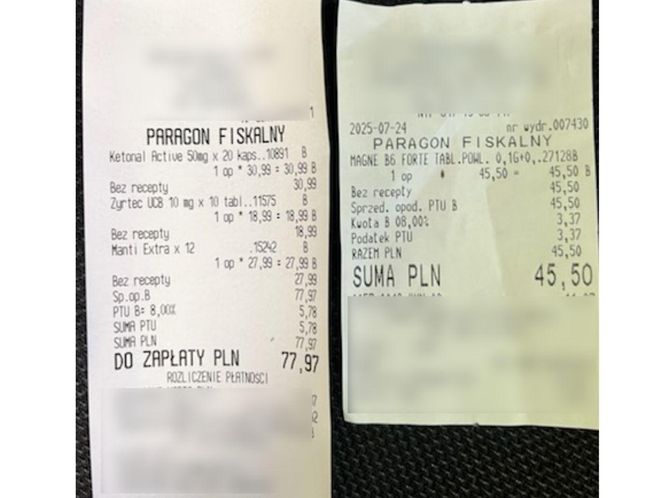 PARAGON FISKALNY
Ketonal Active 50mg x 20 kaps..10891 B
1 op * 30,99 = 30,99 B
30,99
Bez recepty
Zyrtec UCB 10 mg x 10 tabl..11575 B
1 op * 18,99 = 18,99 B
18,99
Bez recepty
Manti Extra x 12 .15242 B
1 op * 27,99 = 27,99 B
Bez recepty 27,99
Sp.op.B 77,97
PTU B= 8,00% 5,78
SUMA PTU 5,78
SUMA PLN 77,97
DO ZAPŁATY PLN 77,97
ROZLICZENIE PŁATNOŚCI
2025-07-24 nr wydr.007430
PARAGON FISKALNY
MAGNE B6 FORTE TABL.POWL. 0,1G+0,.27128B
1 op * 45,50 = 45,50 B
Bez recepty 45,50
Sprzed. opod. PTU B 45,50
Kwota B 08,00% 3,37
Podatek PTU 3,37
RAZEM PLN 45,50
SUMA PLN 45,50